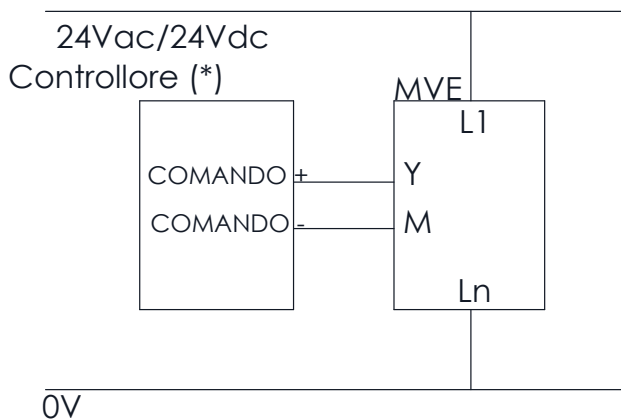 24Vac/24Vdc
Controllore (*)
MVE
L1
COMANDO +
Y
COMANDO -
M
Ln
0V